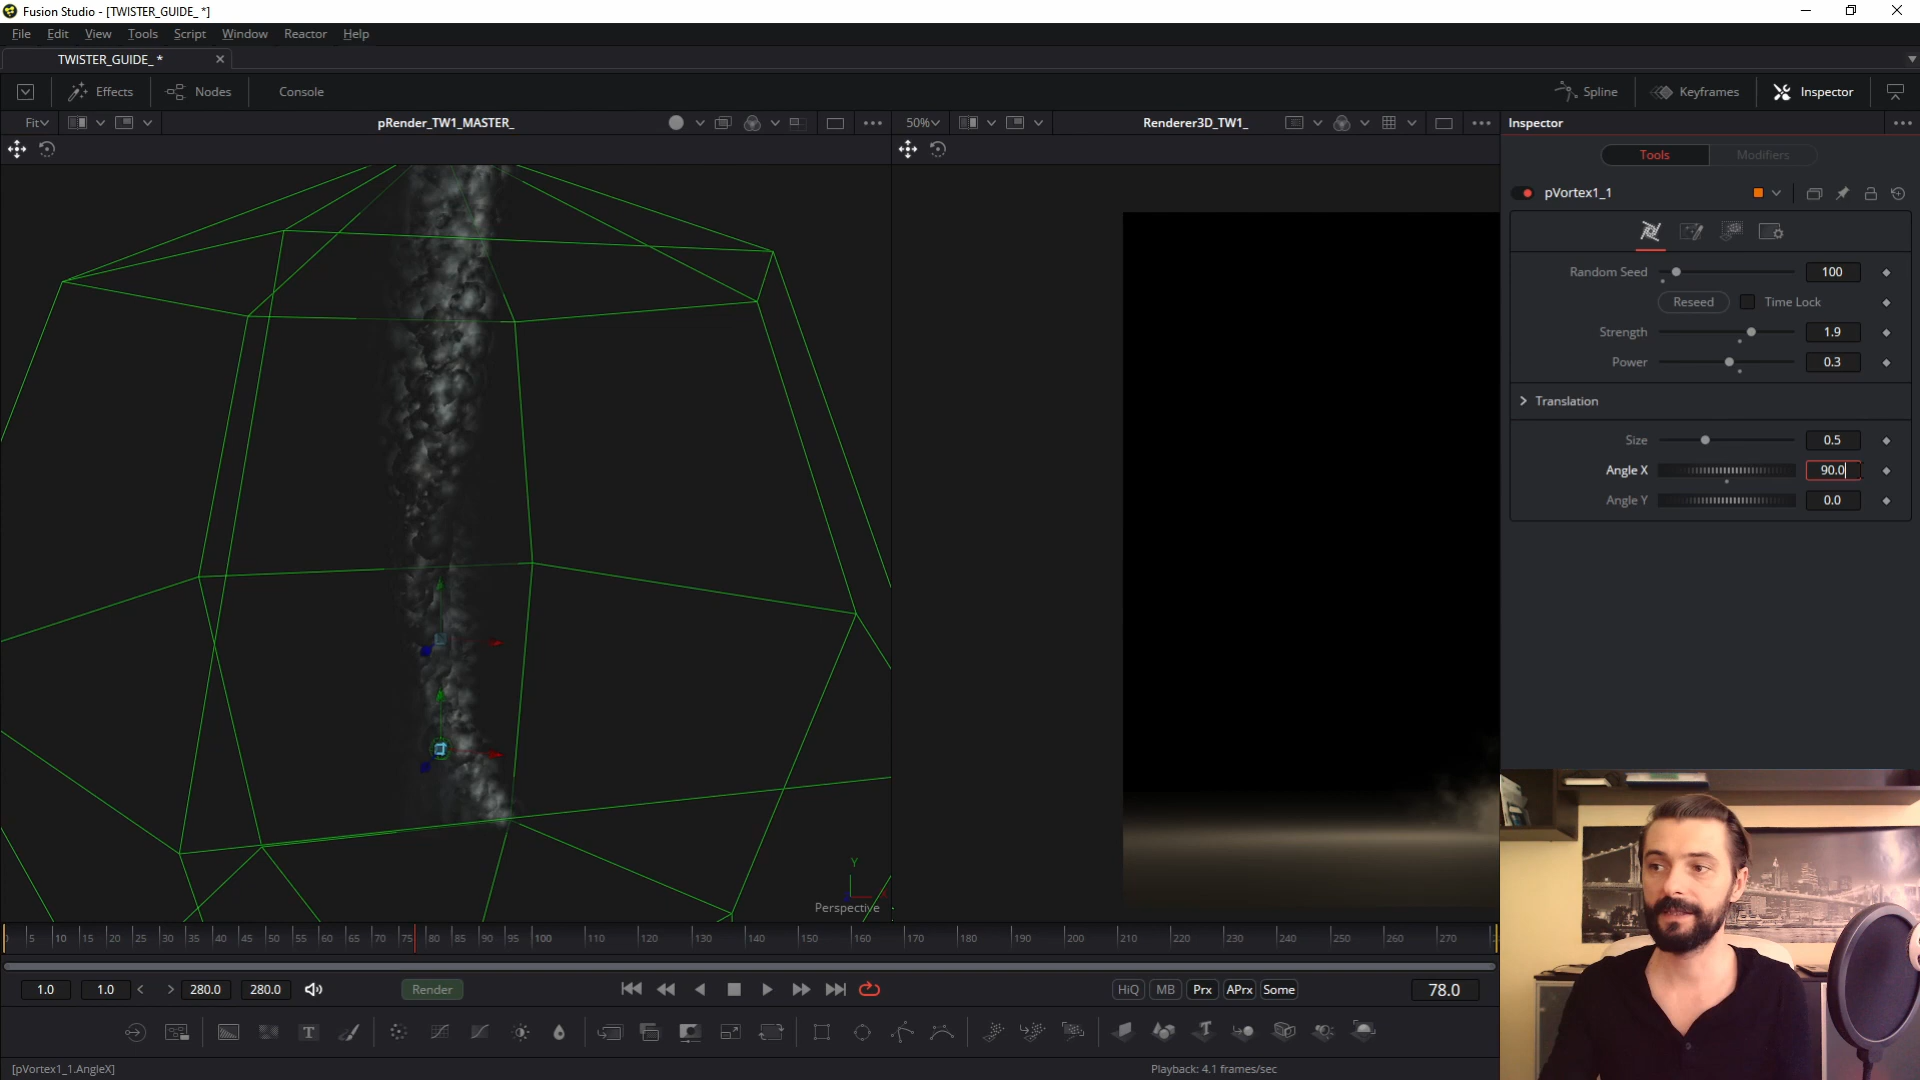 Fusion Studio - [TWISTER_GUIDE_ *]
File Edit View Tools Script Window Reactor Help
TWISTER_GUIDE_ *
Effects Nodes Console Spline Keyframes Inspector
Fit pRender_TW1_MASTER_ 50% Renderer3D_TW1_ Inspector
Tools Modifiers
pVortex1_1
Random Seed 100
Reseed Time Lock
Strength 1.9
Power 0.3
Translation
Size 0.5
Angle X 90.0
Angle Y 0.0
Y
Perspective
5 10 15 20 25 30 35 40 45 50 55 60 65 70 75 80 85 90 95 100 110 120 130 140 150 160 170 180 190 200 210 220 230 240 250 260 270
1.0 1.0 < > 280.0 280.0 Render HiQ MB Prx APrx Some 78.0
[pVortex1_1.AngleX] Playback: 4.1 frames/sec